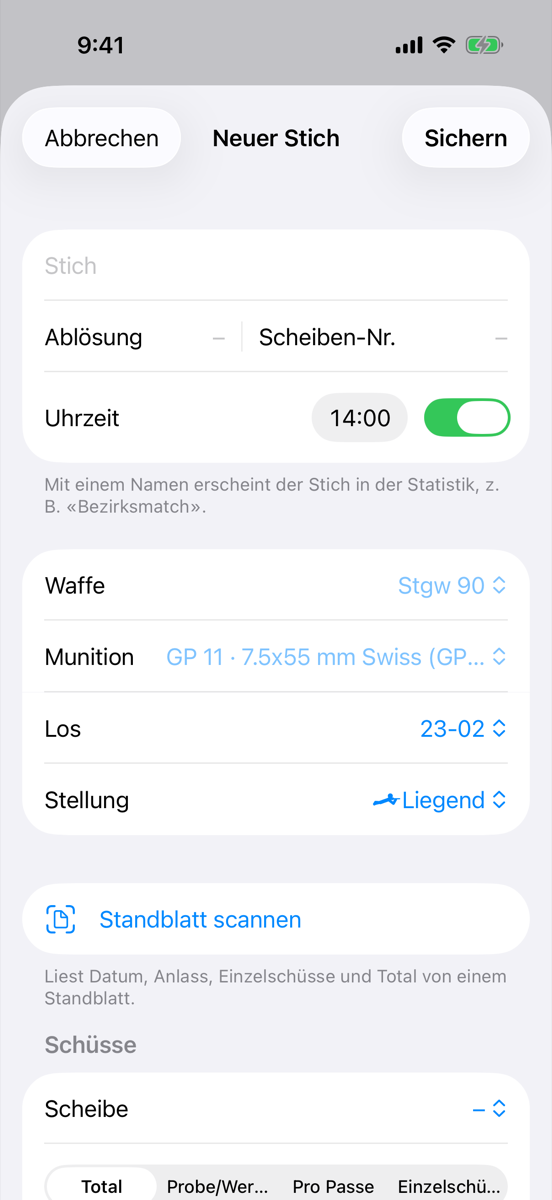 9:41
Abbrechen Neuer Stich Sichern
Stich
Ablösung – Scheiben-Nr. –
Uhrzeit 14:00
Mit einem Namen erscheint der Stich in der Statistik, z.
B. «Bezirksmatch».
Waffe Stgw 90
Munition GP 11 · 7.5x55 mm Swiss (GP...
Los 23-02
Stellung Liegend
Standblatt scannen
Liest Datum, Anlass, Einzelschüsse und Total von einem
Standblatt.
Schüsse
Scheibe –
Total Probe/Wer... Pro Passe Einzelschü...